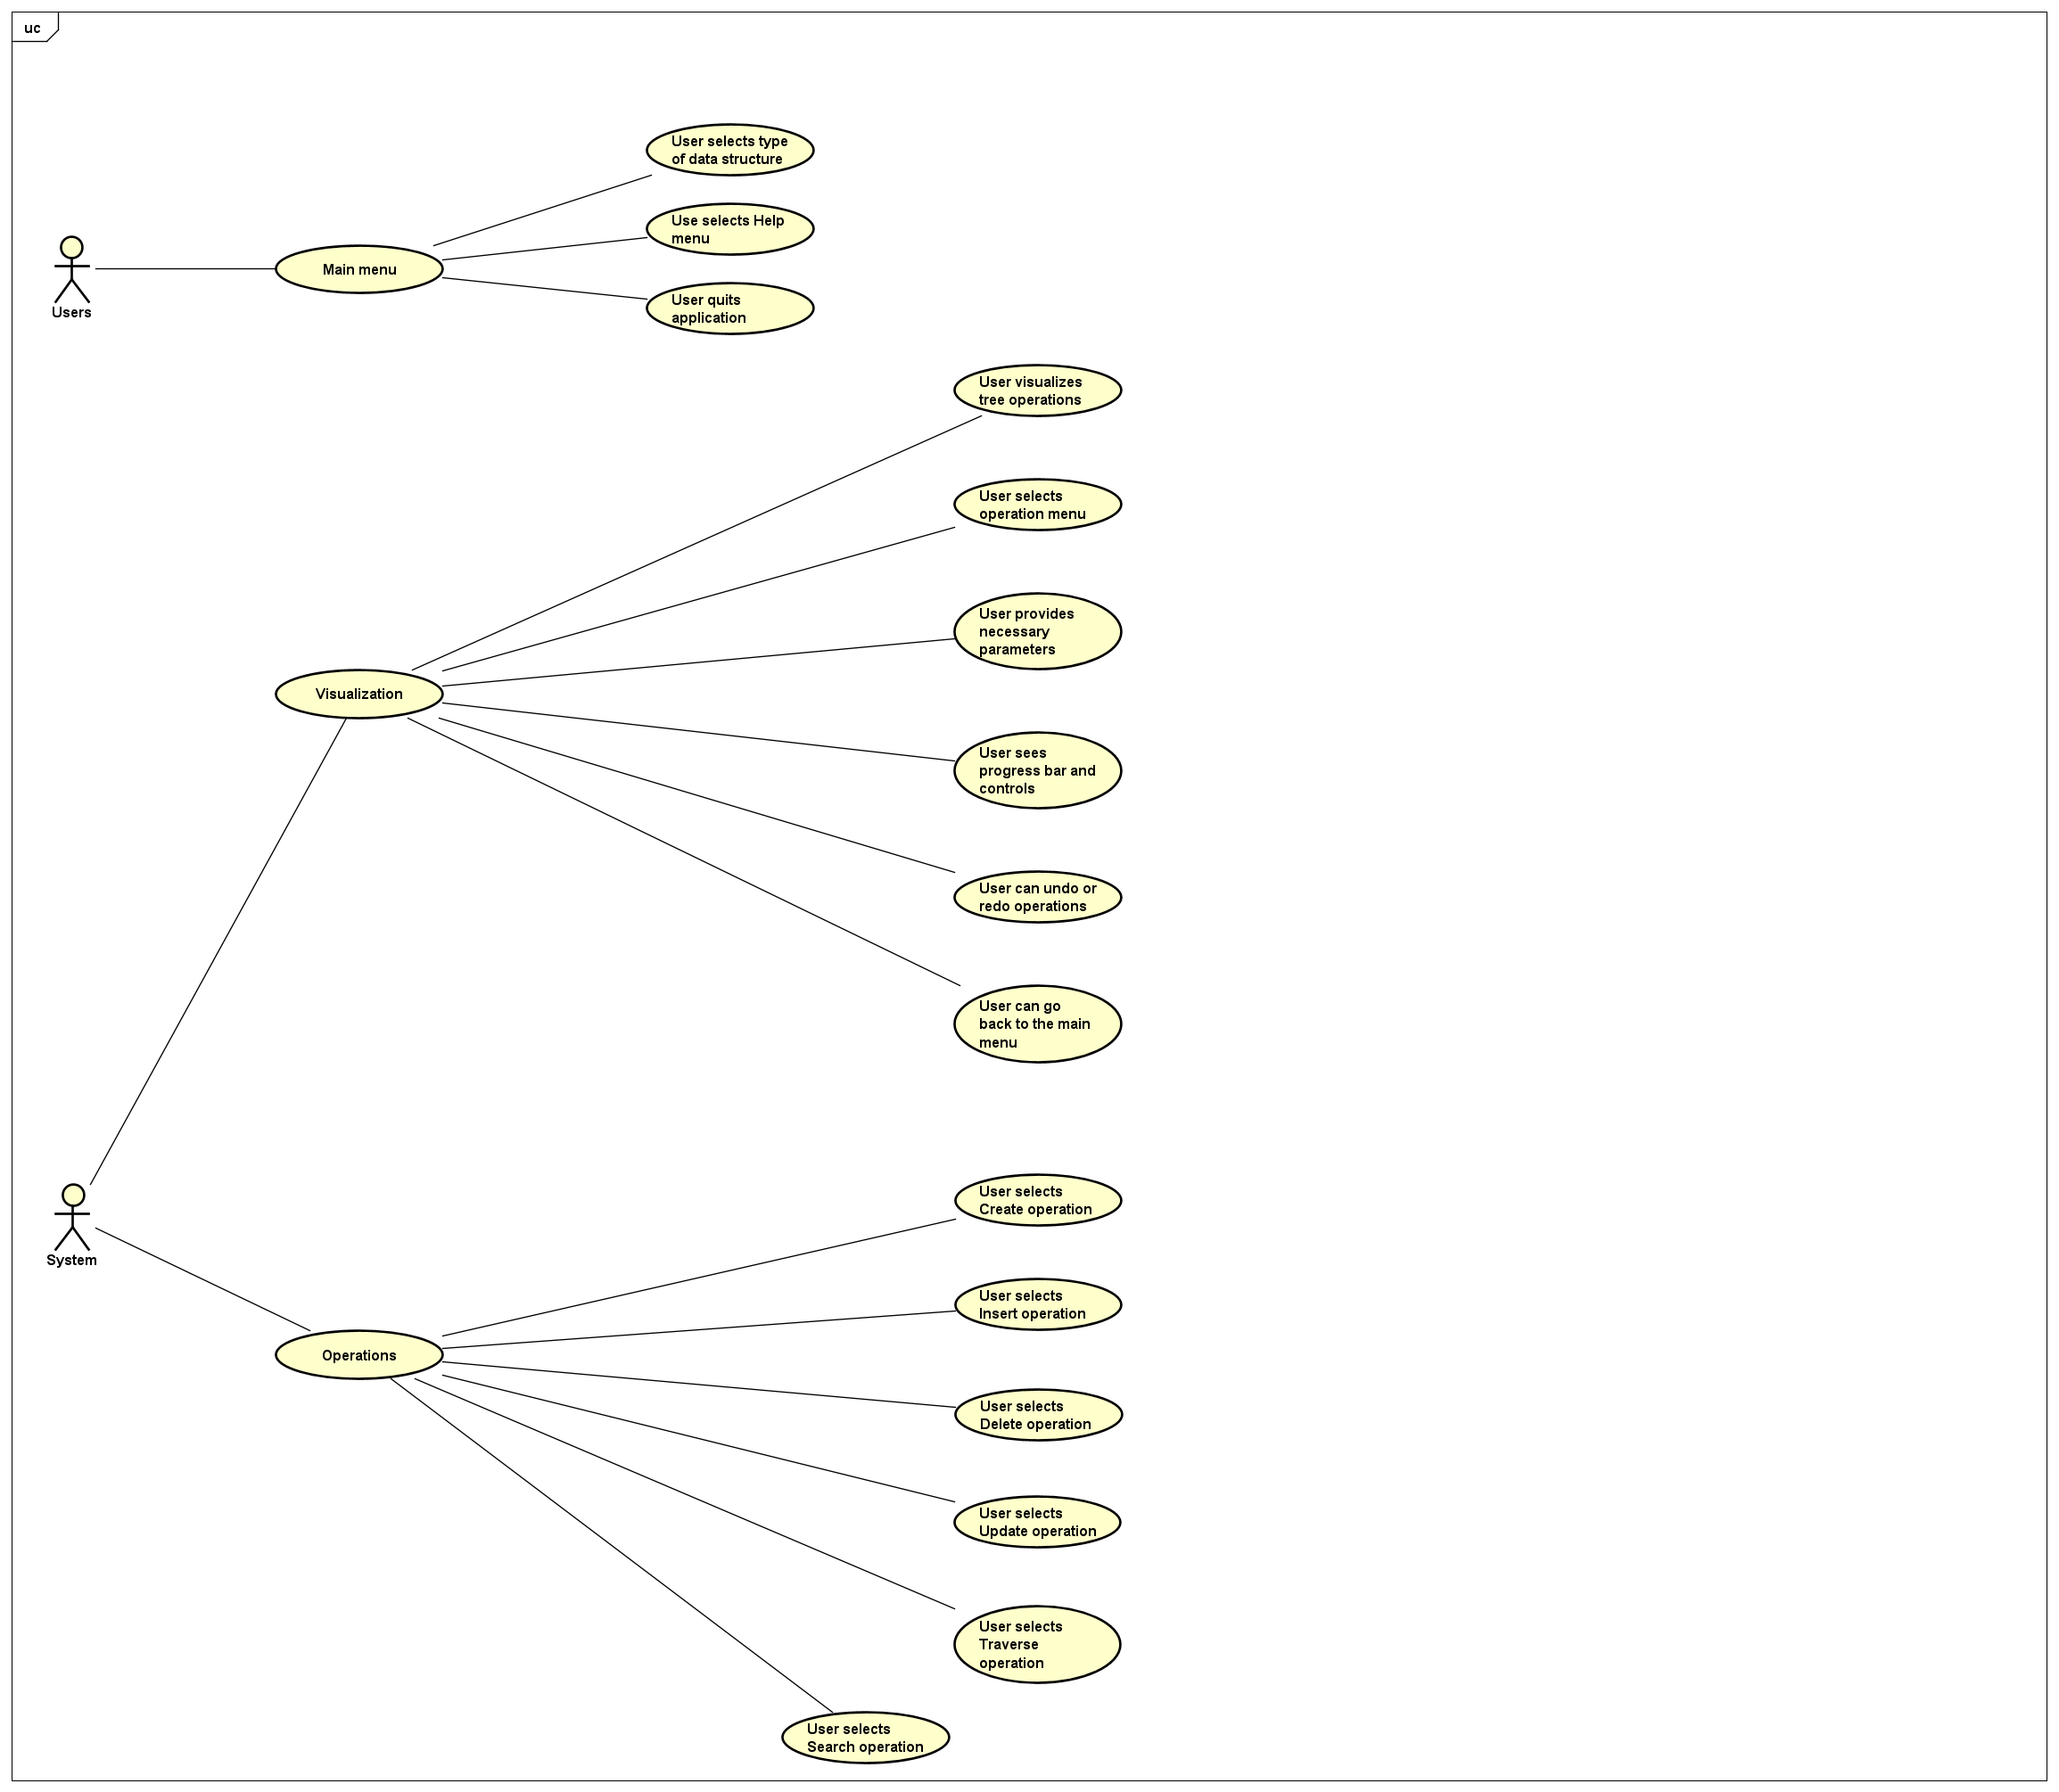 uc
User selects type
of data structure
Use selects Help
menu
Main menu
User quits
application
Users
User visualizes
tree operations
User selects
operation menu
User provides
necessary
parameters
Visualization
User sees
progress bar and
controls
User can undo or
redo operations
User can go
back to the main
menu
System
User selects
Create operation
User selects
Insert operation
Operations
User selects
Delete operation
User selects
Update operation
User selects
Traverse
operation
User selects
Search operation